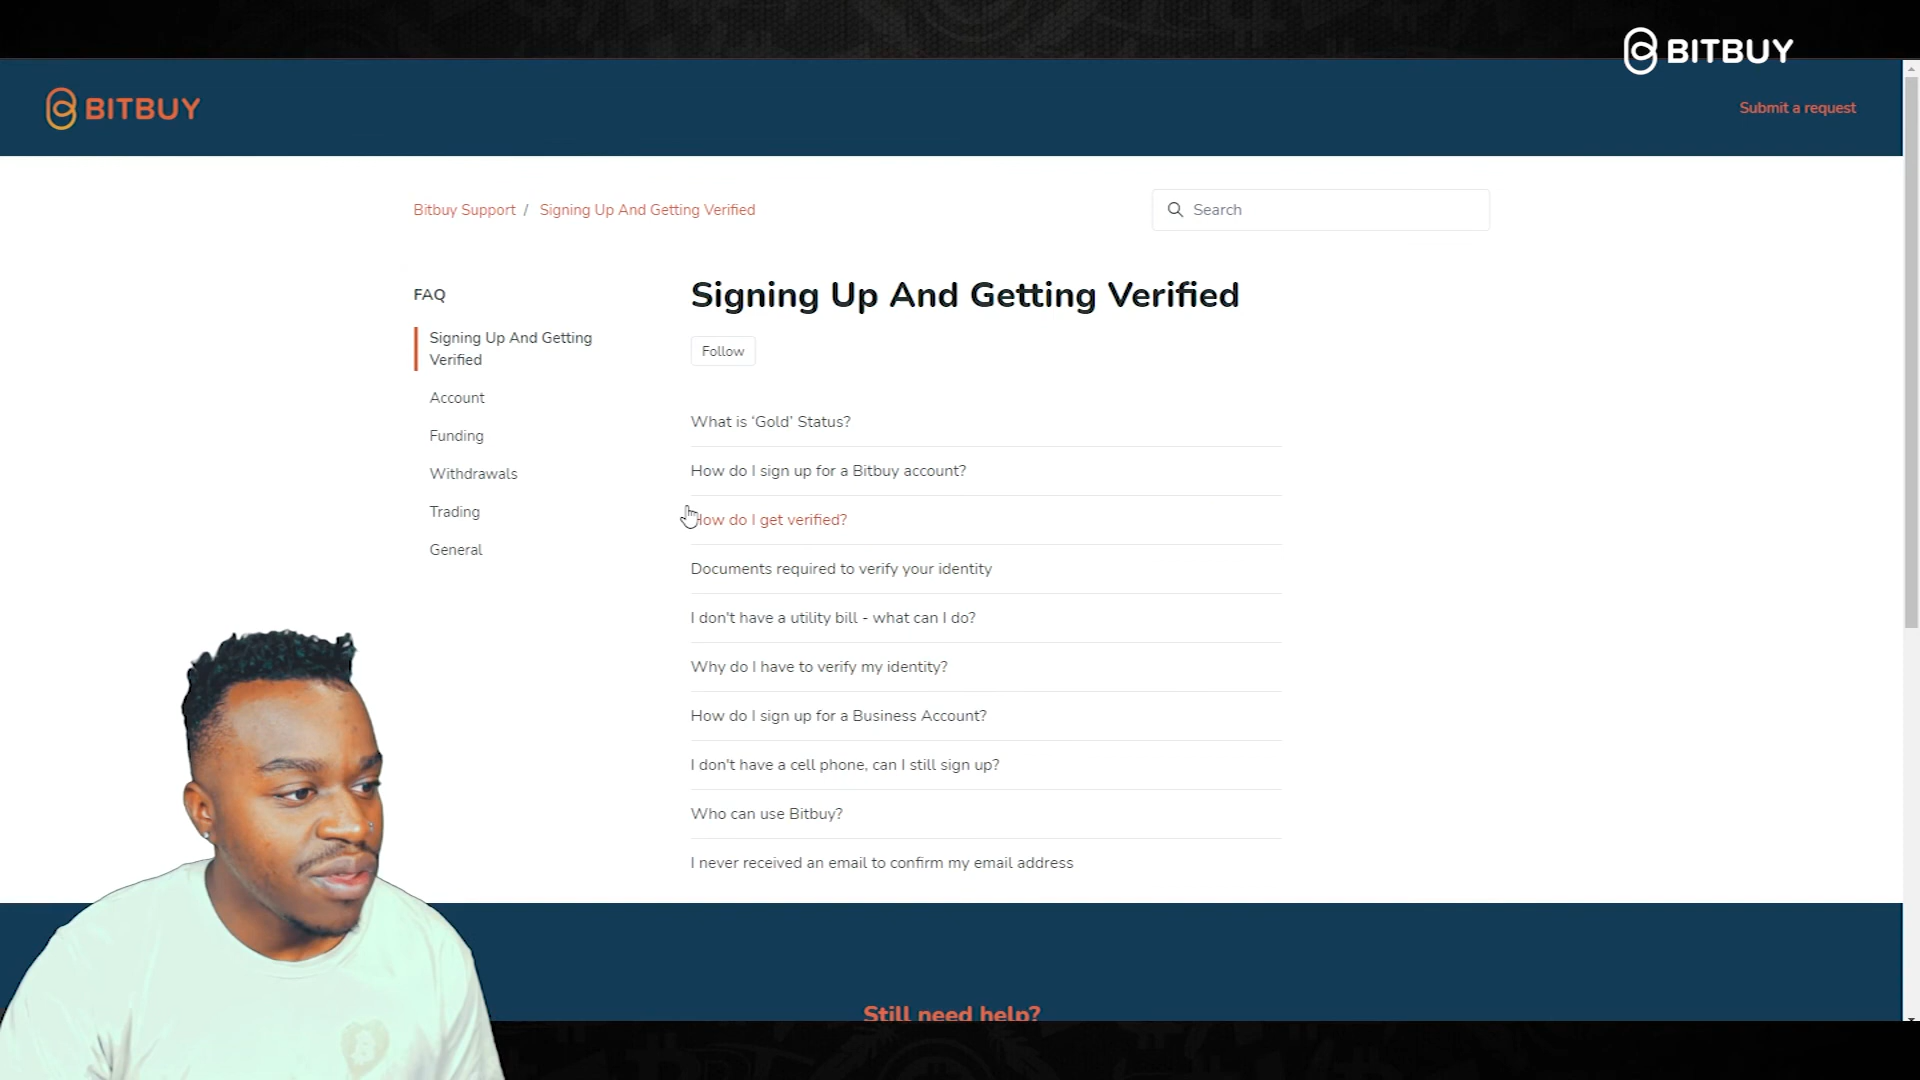 BITBUY
BITBUY
Submit a request
Bitbuy Support / Signing Up And Getting Verified
Search
FAQ
Signing Up And Getting
Verified
Account
Funding
Withdrawals
Trading
General
Signing Up And Getting Verified
Follow
What is ‘Gold’ Status?
How do I sign up for a Bitbuy account?
How do I get verified?
Documents required to verify your identity
I don't have a utility bill - what can I do?
Why do I have to verify my identity?
How do I sign up for a Business Account?
I don't have a cell phone, can I still sign up?
Who can use Bitbuy?
I never received an email to confirm my email address
Still need help?